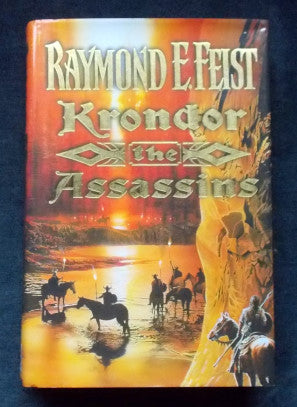 RAYMOND E. FEIST
Krondor
the
Assassins